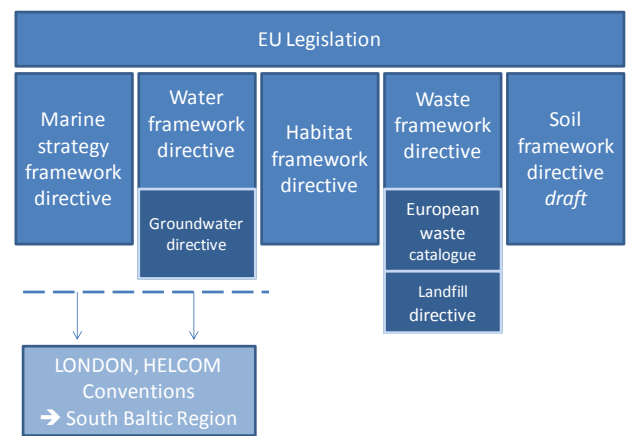 EU Legislation
Marine
strategy
framework
directive
Water
framework
directive
Groundwater
directive
Habitat
framework
directive
Waste
framework
directive
European
waste
catalogue
Landfill
directive
Soil
framework
directive
draft
LONDON, HELCOM
Conventions
➔ South Baltic Region